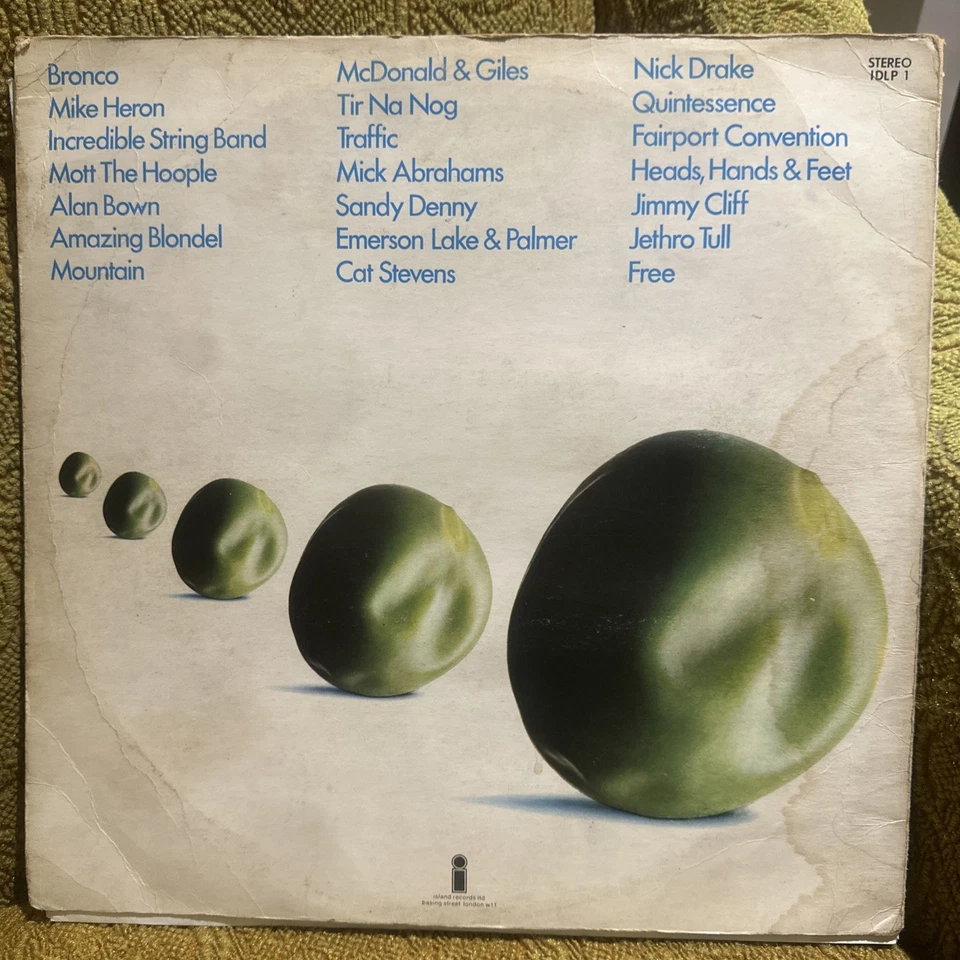 Bronco
Mike Heron
Incredible String Band
Mott The Hoople
Alan Bown
Amazing Blondel
Mountain
McDonald & Giles
Tir Na Nog
Traffic
Mick Abrahams
Sandy Denny
Emerson Lake & Palmer
Cat Stevens
Nick Drake
Quintessence
Fairport Convention
Heads, Hands & Feet
Jimmy Cliff
Jethro Tull
Free
STEREO
IDLP 1
i
island records ltd
basing street london w11